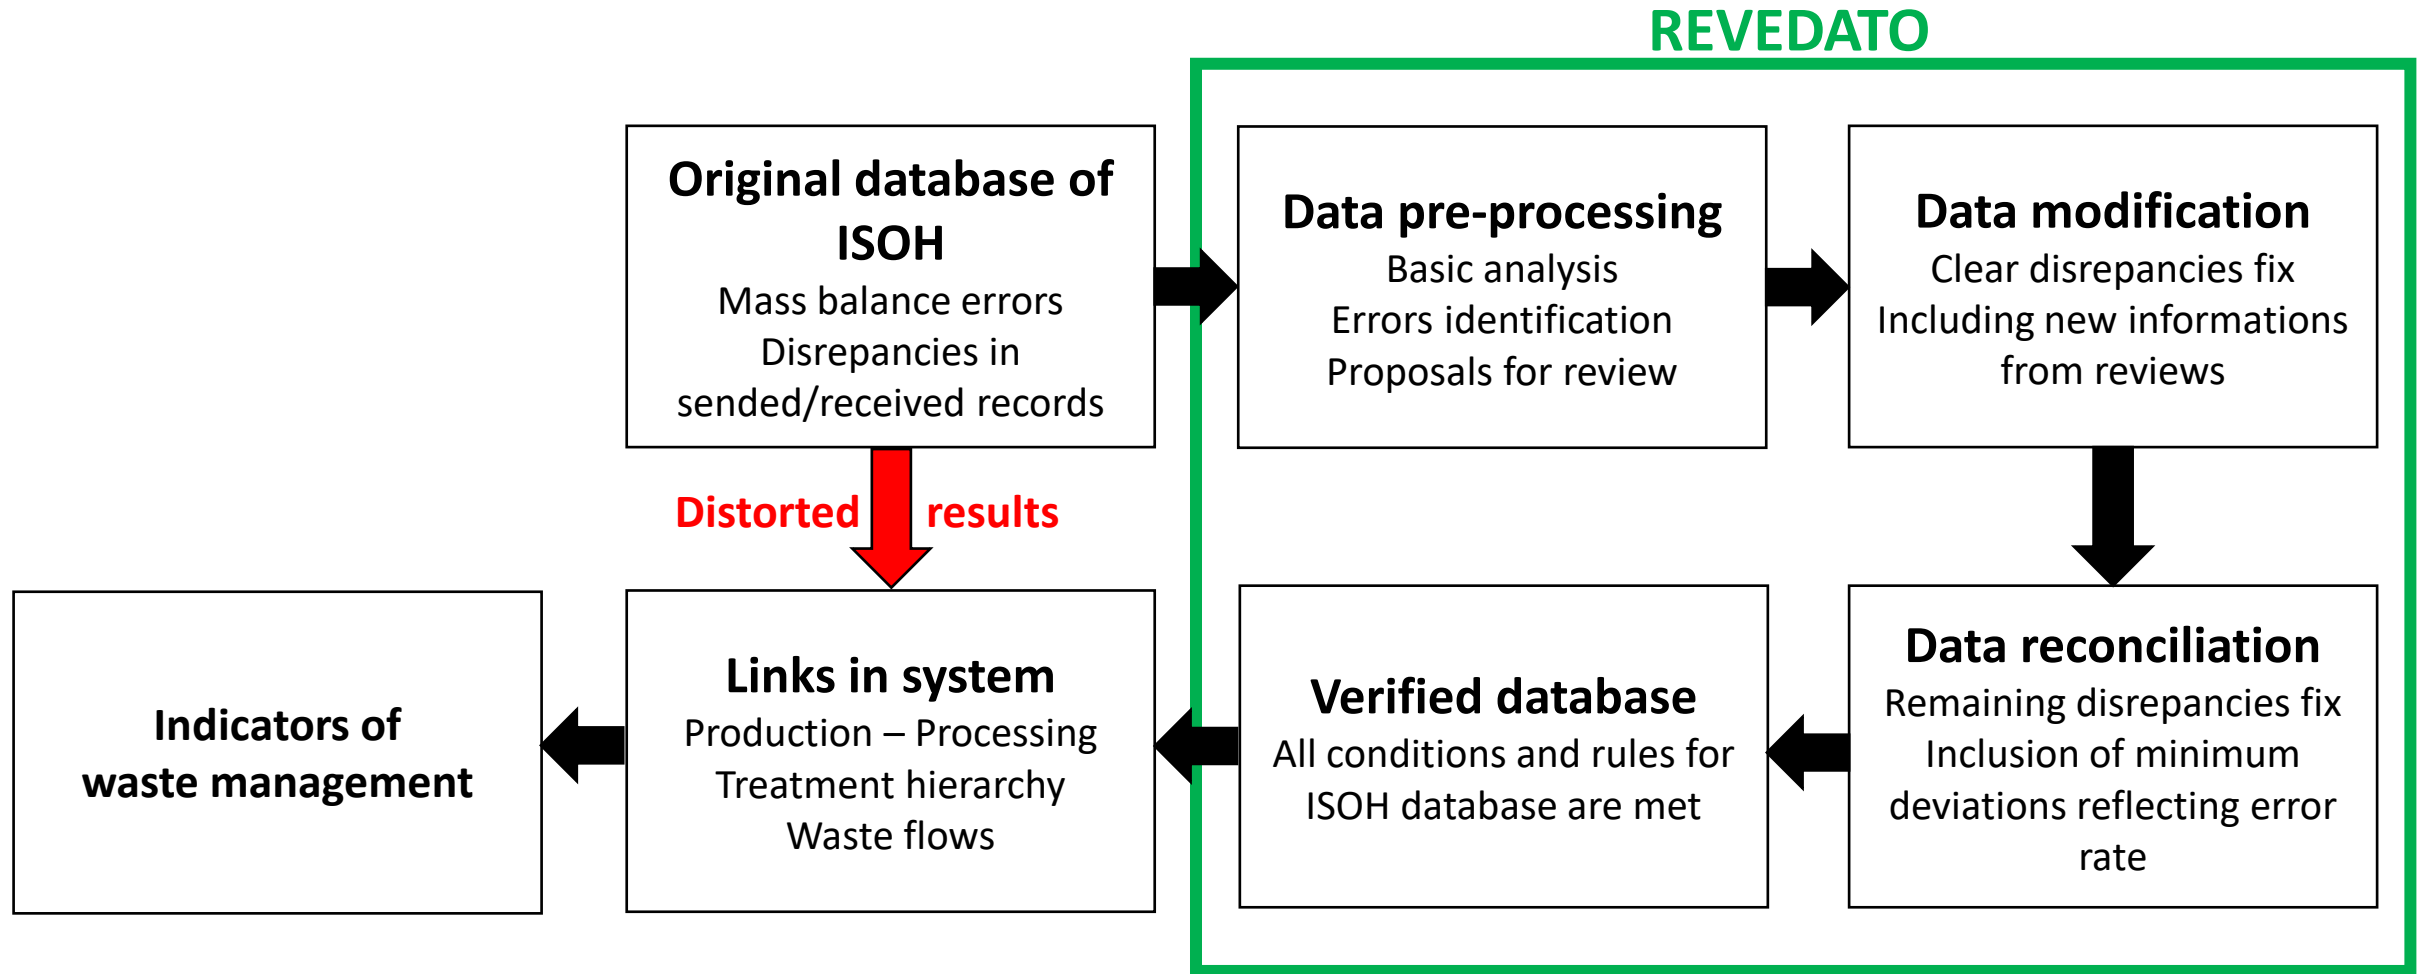 REVEDATO
Original database of
ISOH
Mass balance errors
Disrepancies in
sended/received records
Data pre-processing
Basic analysis
Errors identification
Proposals for review
Data modification
Clear disrepancies fix
Including new informations
from reviews
Distorted results
Indicators of
waste management
Links in system
Production – Processing
Treatment hierarchy
Waste flows
Verified database
All conditions and rules for
ISOH database are met
Data reconciliation
Remaining disrepancies fix
Inclusion of minimum
deviations reflecting error
rate